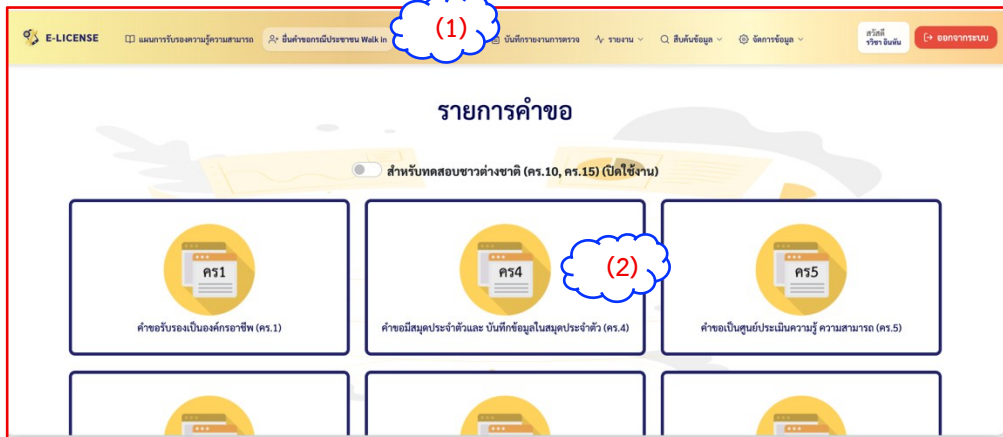 E-LICENSE
แผนการรับรองความรู้ความสามารถ
ยื่นคำขอกรณีประชาชน Walk in
(1)
บันทึกรายงานการตรวจ
รายงาน
สืบค้นข้อมูล
จัดการข้อมูล
สวัสดี
รวิชา อินทัน
ออกจากระบบ
รายการคำขอ
สำหรับทดสอบชาวต่างชาติ (คร.10, คร.15) (ปิดใช้งาน)
คร1
คร4
(2)
คร5
คำขอรับรองเป็นองค์กรอาชีพ (คร.1)
คำขอมีสมุดประจำตัวและ บันทึกข้อมูลในสมุดประจำตัว (คร.4)
คำขอเป็นศูนย์ประเมินความรู้ ความสามารถ (คร.5)